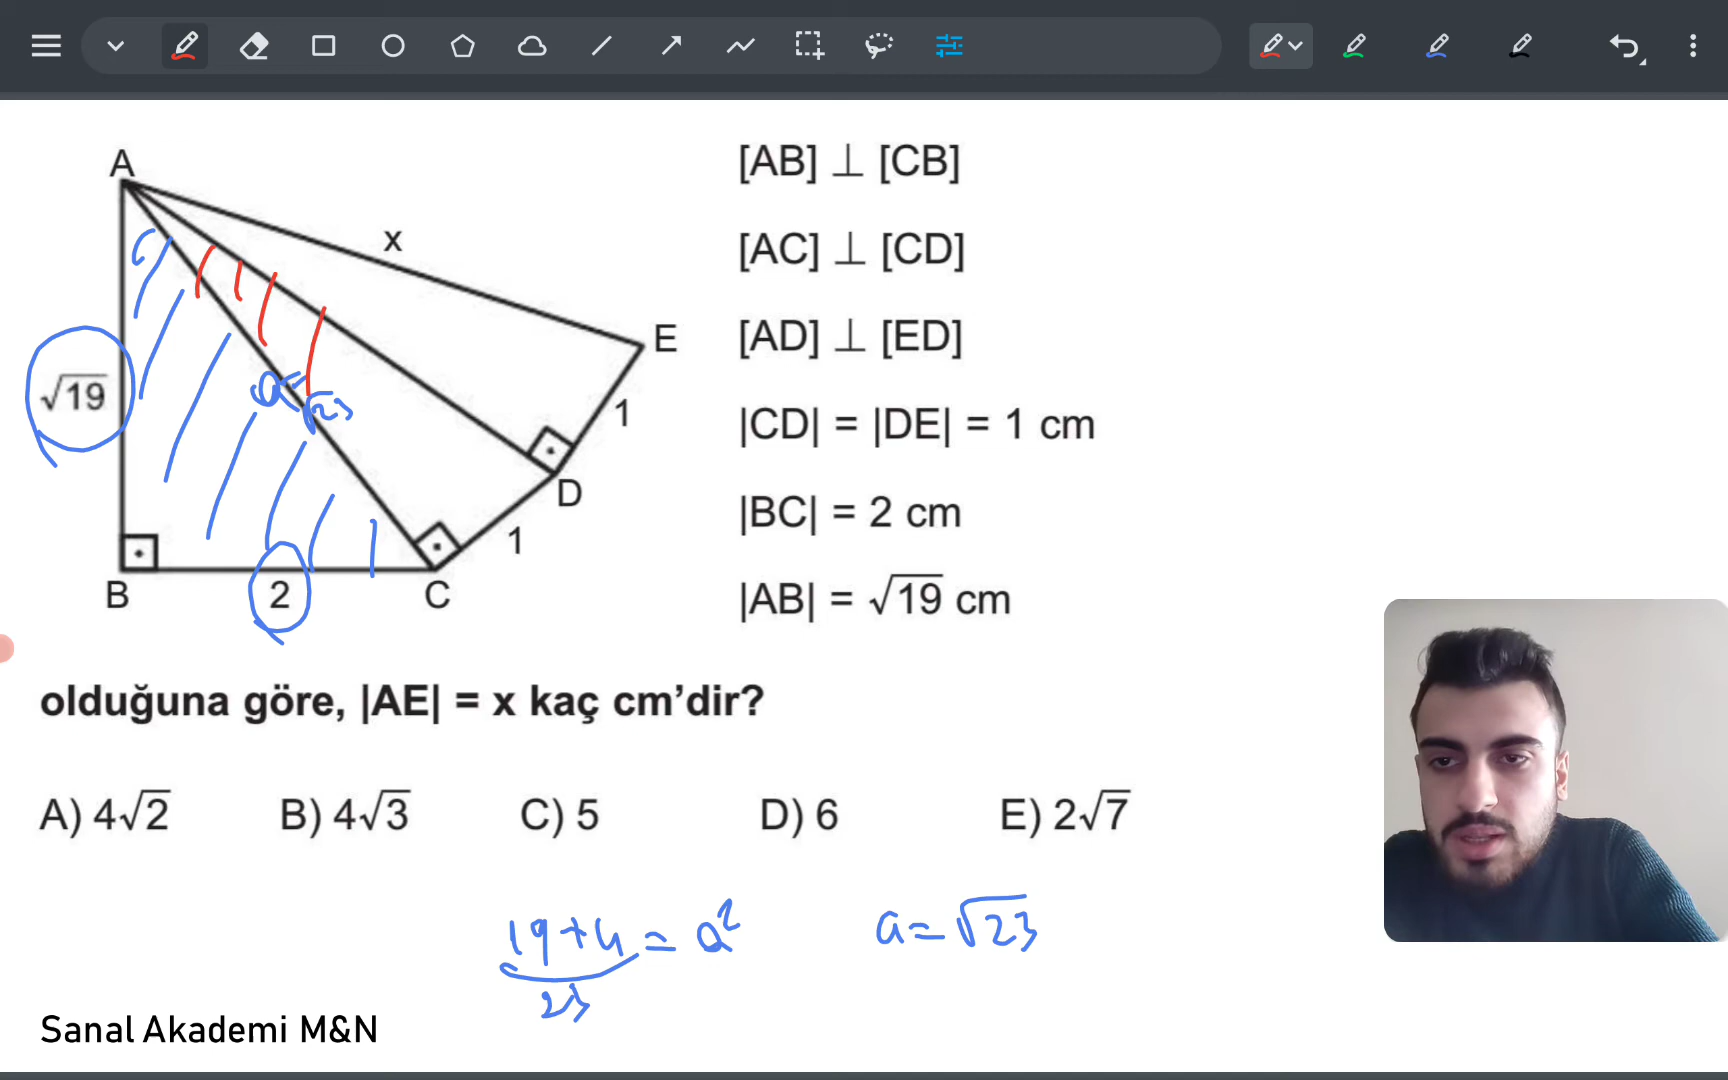 A
x
E
√19
a=
√23
1
D
1
B
2
C
[AB] ⊥ [CB]
[AC] ⊥ [CD]
[AD] ⊥ [ED]
|CD| = |DE| = 1 cm
|BC| = 2 cm
|AB| = √19 cm
olduğuna göre, |AE| = x kaç cm’dir?
A) 4√2 B) 4√3 C) 5 D) 6 E) 2√7
19+4 = a² a = √23
23
Sanal Akademi M&N